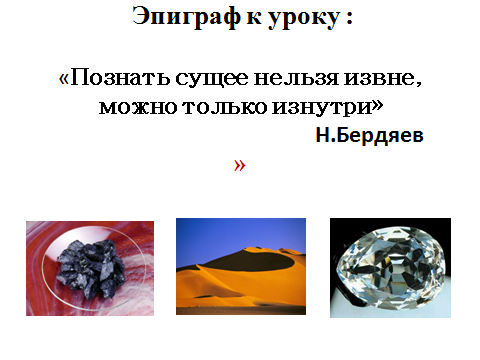 Эпиграф к уроку :
«Познать сущее нельзя извне,
можно только изнутри»
Н.Бердяев
»